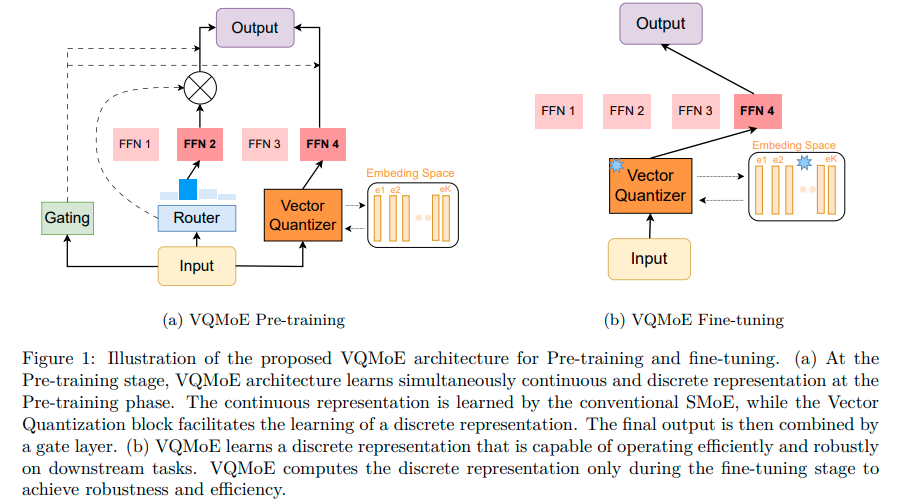 Output
FFN 1
FFN 2
FFN 3
FFN 4
Embeding Space
e1 e2 eK
Gating
Router
Vector
Quantizer
Input
(a) VQMoE Pre-training
Output
FFN 1
FFN 2
FFN 3
FFN 4
Embeding Space
e1 e2 eK
Vector
Quantizer
Input
(b) VQMoE Fine-tuning
Figure 1: Illustration of the proposed VQMoE architecture for Pre-training and fine-tuning. (a) At the
Pre-training stage, VQMoE architecture learns simultaneously continuous and discrete representation at the
Pre-training phase. The continuous representation is learned by the conventional SMoE, while the Vector
Quantization block facilitates the learning of a discrete representation. The final output is then combined by
a gate layer. (b) VQMoE learns a discrete representation that is capable of operating efficiently and robustly
on downstream tasks. VQMoE computes the discrete representation only during the fine-tuning stage to
achieve robustness and efficiency.